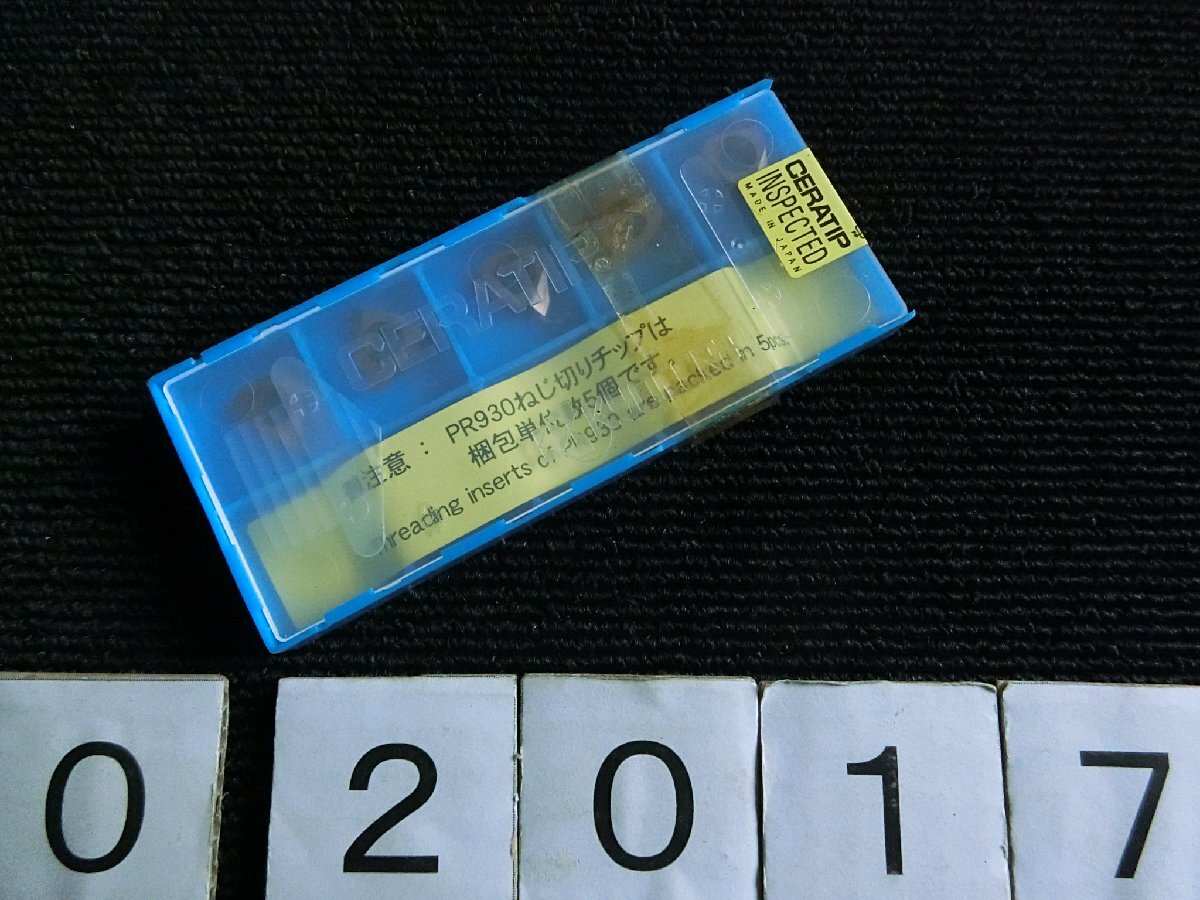 CERATIP
INSPECTED
MADE IN JAPAN
CERATIP®
注意： PR930ねじ切りチップは
梱包単位は5個です。
Threading inserts of PR930 are packed in 5pcs.
0 2 0 1 7